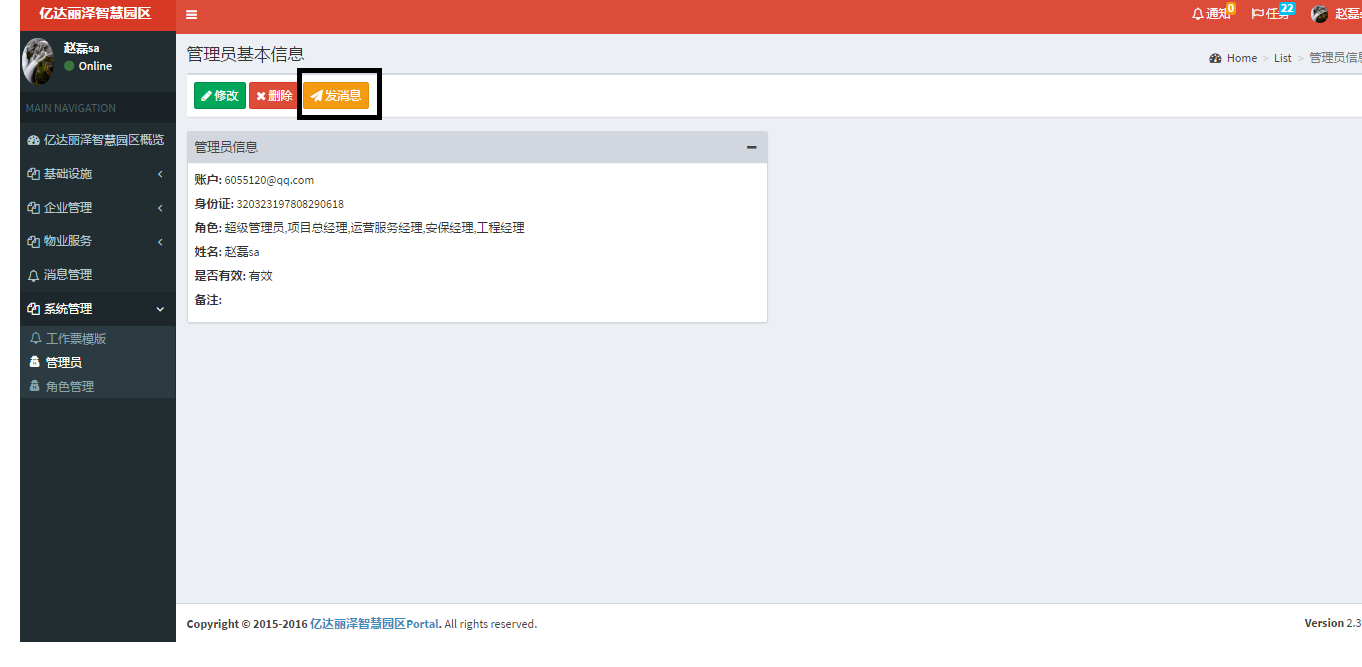 亿达丽泽智慧园区
通知 0
任务 22
赵磊s
赵磊sa
Online
管理员基本信息
Home > List > 管理员信息
修改
删除
发消息
MAIN NAVIGATION
亿达丽泽智慧园区概览
基础设施
企业管理
物业服务
消息管理
系统管理
工作票模版
管理员
角色管理
管理员信息
账户: 6055120@qq.com
身份证: 320323197808290618
角色: 超级管理员,项目总经理,运营服务经理,安保经理,工程经理
姓名: 赵磊sa
是否有效: 有效
备注:
Copyright © 2015-2016 亿达丽泽智慧园区Portal. All rights reserved.
Version 2.3